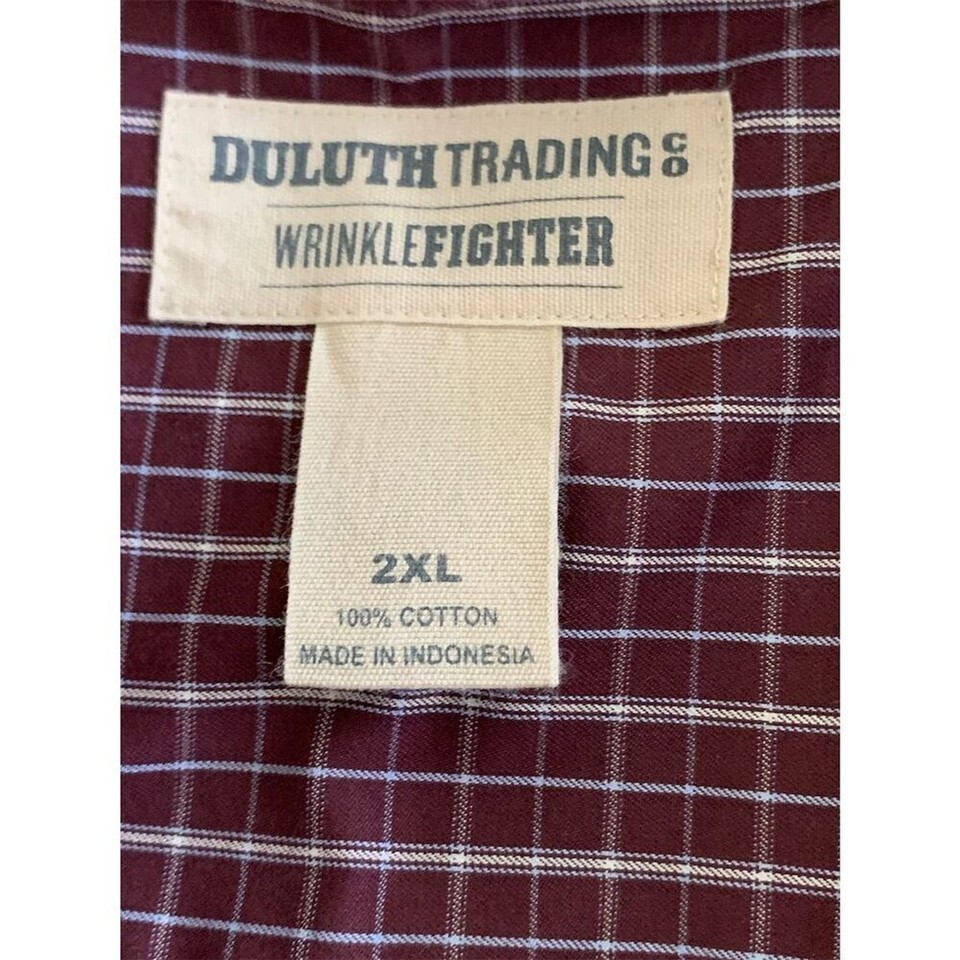 DULUTH TRADING CO
WRINKLEFIGHTER
2XL
100% COTTON
MADE IN INDONESIA